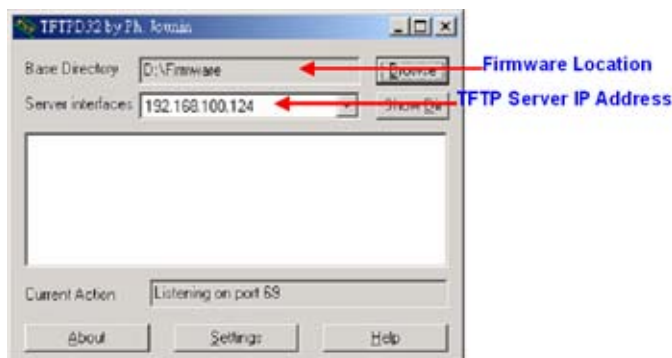 TFTPD32 by Ph. Jounin
Base Directory D:\Firmware Browse Firmware Location
Server interfaces 192.168.100.124 Show Dir TFTP Server IP Address
Current Action Listening on port 69
About Settings Help